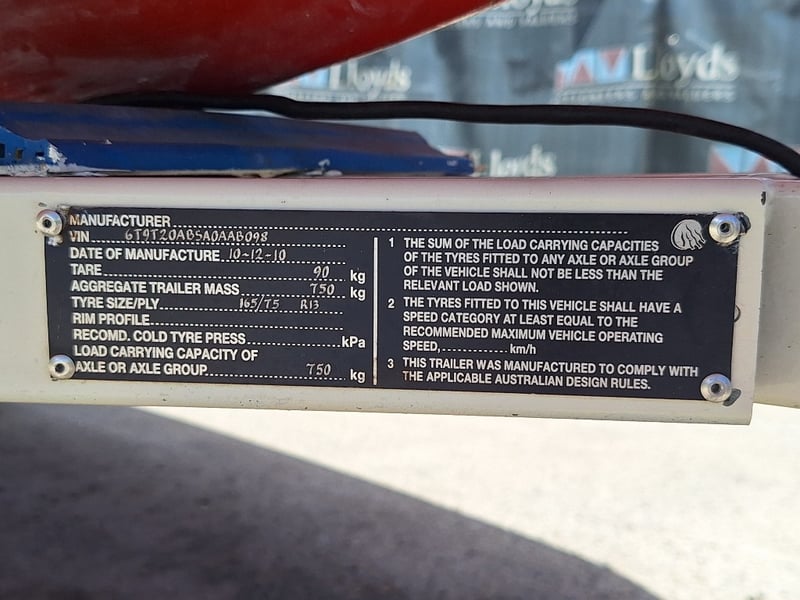 Lloyds
Lloyds
AUCTIONEERS AND VALUERS
Lloyds
MANUFACTURER
VIN 6T9T20AB5A0AAB098
DATE OF MANUFACTURE 10-12-10
TARE 90 kg
AGGREGATE TRAILER MASS 750 kg
TYRE SIZE/PLY 165/75 R13
RIM PROFILE
RECOMD. COLD TYRE PRESS kPa
LOAD CARRYING CAPACITY OF
AXLE OR AXLE GROUP 750 kg
1 THE SUM OF THE LOAD CARRYING CAPACITIES
OF THE TYRES FITTED TO ANY AXLE OR AXLE GROUP
OF THE VEHICLE SHALL NOT BE LESS THAN THE
RELEVANT LOAD SHOWN.
2 THE TYRES FITTED TO THIS VEHICLE SHALL HAVE A
SPEED CATEGORY AT LEAST EQUAL TO THE
RECOMMENDED MAXIMUM VEHICLE OPERATING
SPEED, km/h
3 THIS TRAILER WAS MANUFACTURED TO COMPLY WITH
THE APPLICABLE AUSTRALIAN DESIGN RULES.